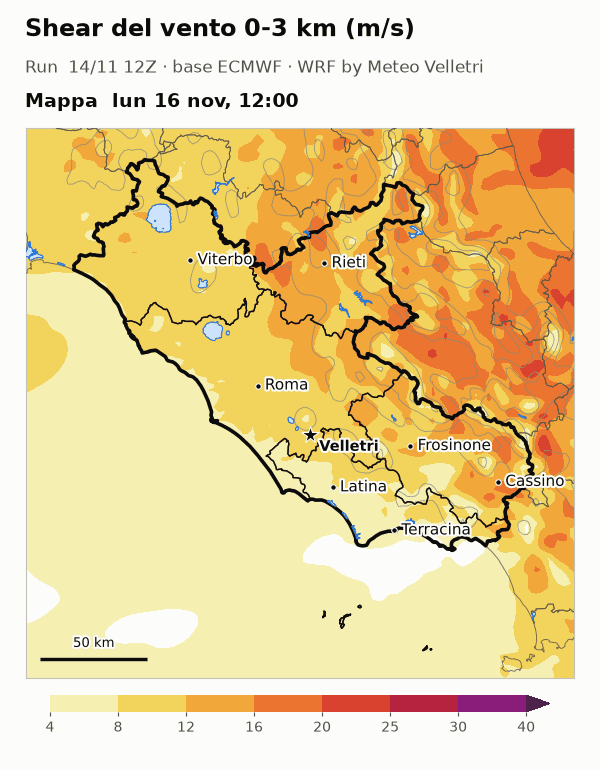 Shear del vento 0-3 km (m/s)
Run 14/11 12Z · base ECMWF · WRF by Meteo Velletri
Mappa lun 16 nov, 12:00
Viterbo
Rieti
Roma
Velletri
Frosinone
Cassino
Latina
Terracina
50 km
4 8 12 16 20 25 30 40